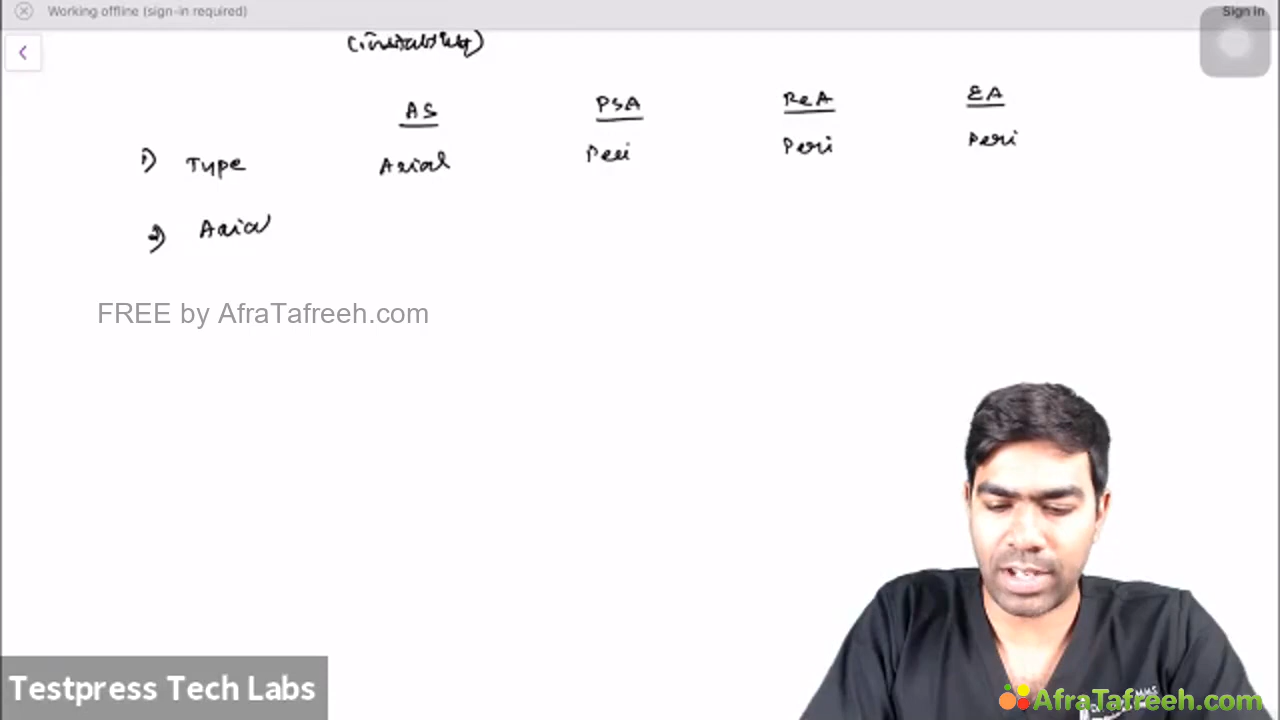 Working offline (sign-in required)
Sign in
AS PSA ReA EA
1) Type Axial Peri Peri Peri
2) Axial
FREE by AfraTafreeh.com
Testpress Tech Labs
AfraTafreeh.com